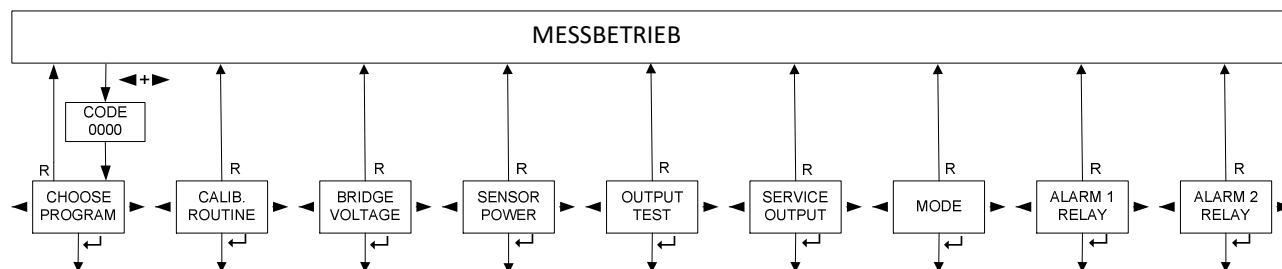 MESSBETRIEB
◄+►
CODE
0000
R
R
R
R
R
R
R
R
R
CHOOSE
PROGRAM
CALIB.
ROUTINE
BRIDGE
VOLTAGE
SENSOR
POWER
OUTPUT
TEST
SERVICE
OUTPUT
MODE
ALARM 1
RELAY
ALARM 2
RELAY